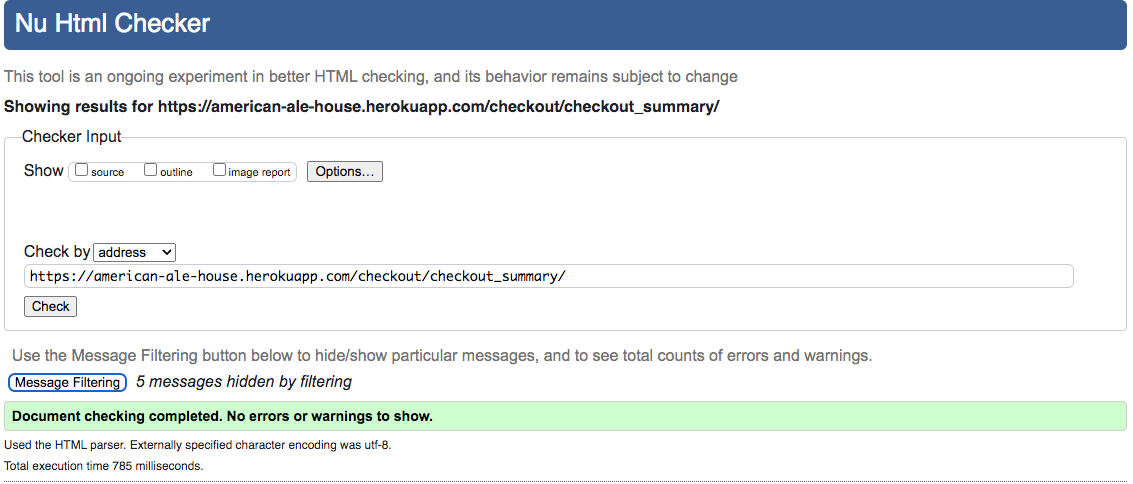 Nu Html Checker
This tool is an ongoing experiment in better HTML checking, and its behavior remains subject to change
Showing results for https://american-ale-house.herokuapp.com/checkout/checkout_summary/
Checker Input
Show source outline image report Options...
Check by address
https://american-ale-house.herokuapp.com/checkout/checkout_summary/
Check
Use the Message Filtering button below to hide/show particular messages, and to see total counts of errors and warnings.
Message Filtering 5 messages hidden by filtering
Document checking completed. No errors or warnings to show.
Used the HTML parser. Externally specified character encoding was utf-8.
Total execution time 785 milliseconds.